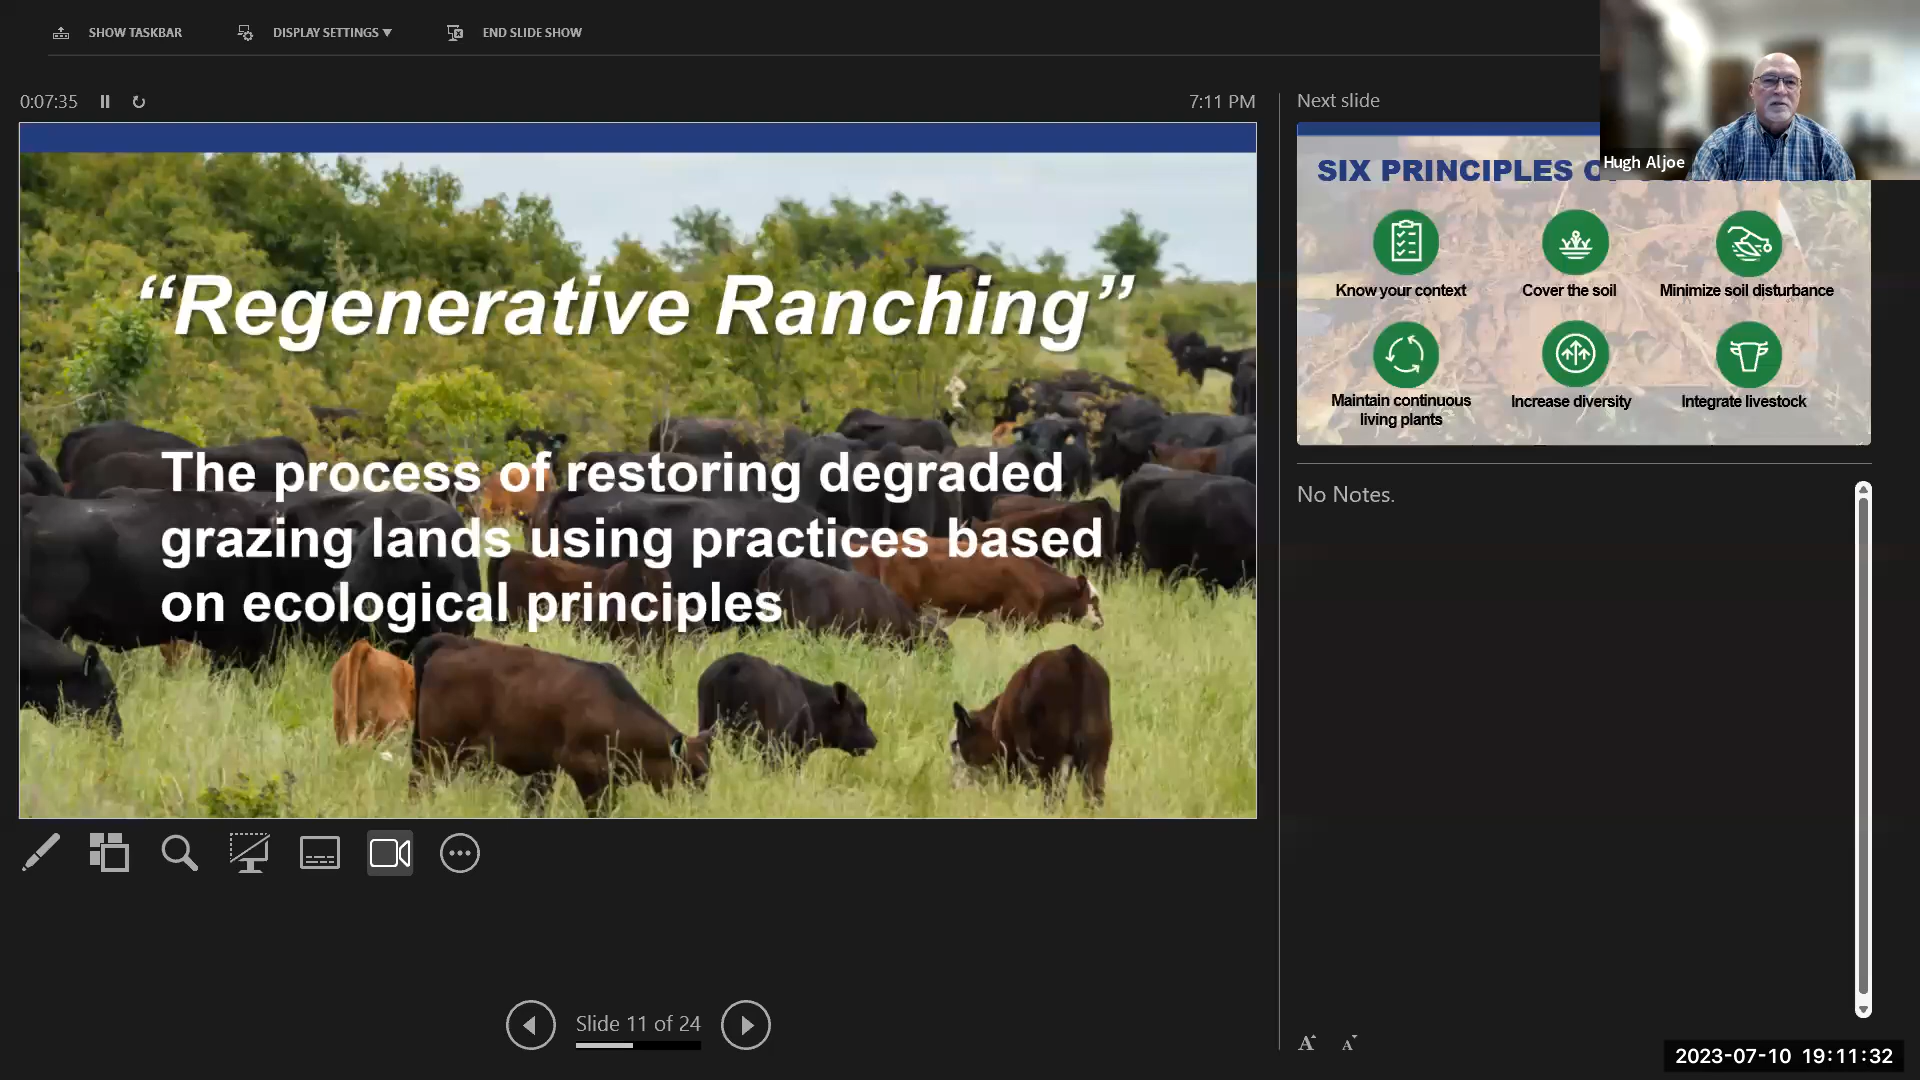 SHOW TASKBAR
DISPLAY SETTINGS ▼
END SLIDE SHOW
0:07:35
7:11 PM
“Regenerative Ranching”
The process of restoring degraded
grazing lands using practices based
on ecological principles
Slide 11 of 24
Next slide
Hugh Aljoe
SIX PRINCIPLES
Know your context
Cover the soil
Minimize soil disturbance
Maintain continuous
living plants
Increase diversity
Integrate livestock
No Notes.
A A
2023-07-10 19:11:32